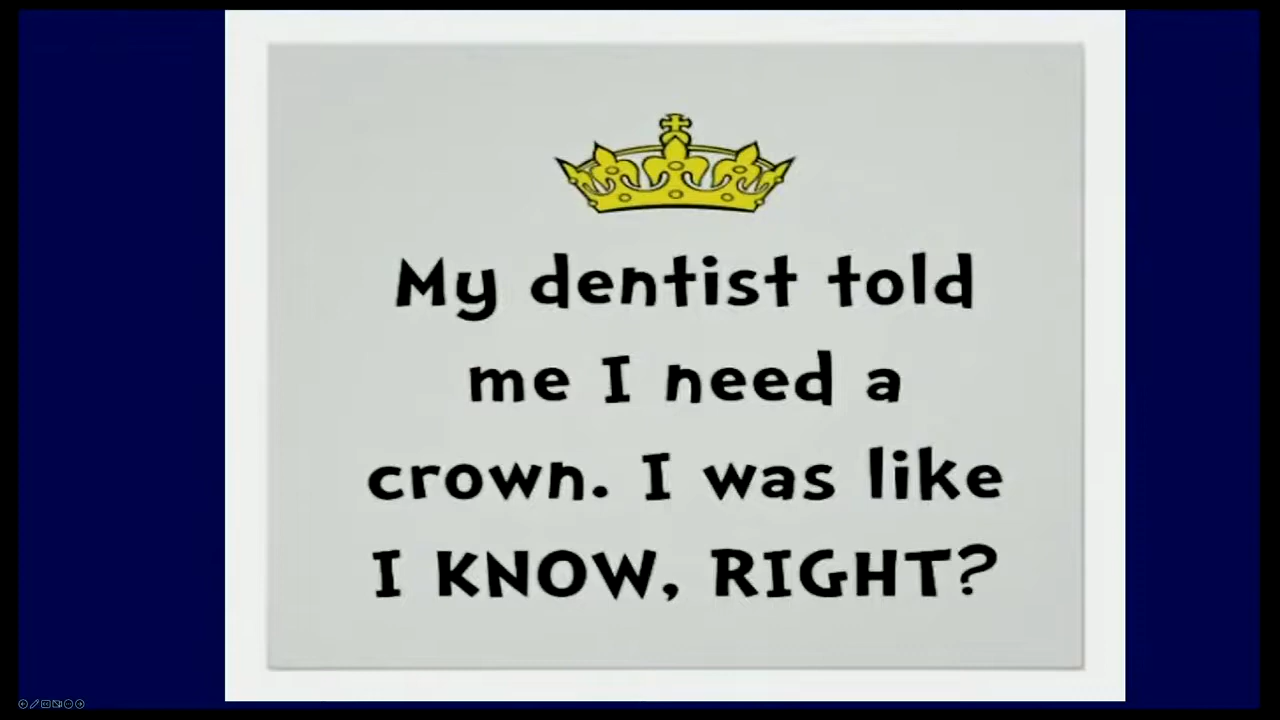 My dentist told
me I need a
crown. I was like
I KNOW, RIGHT?